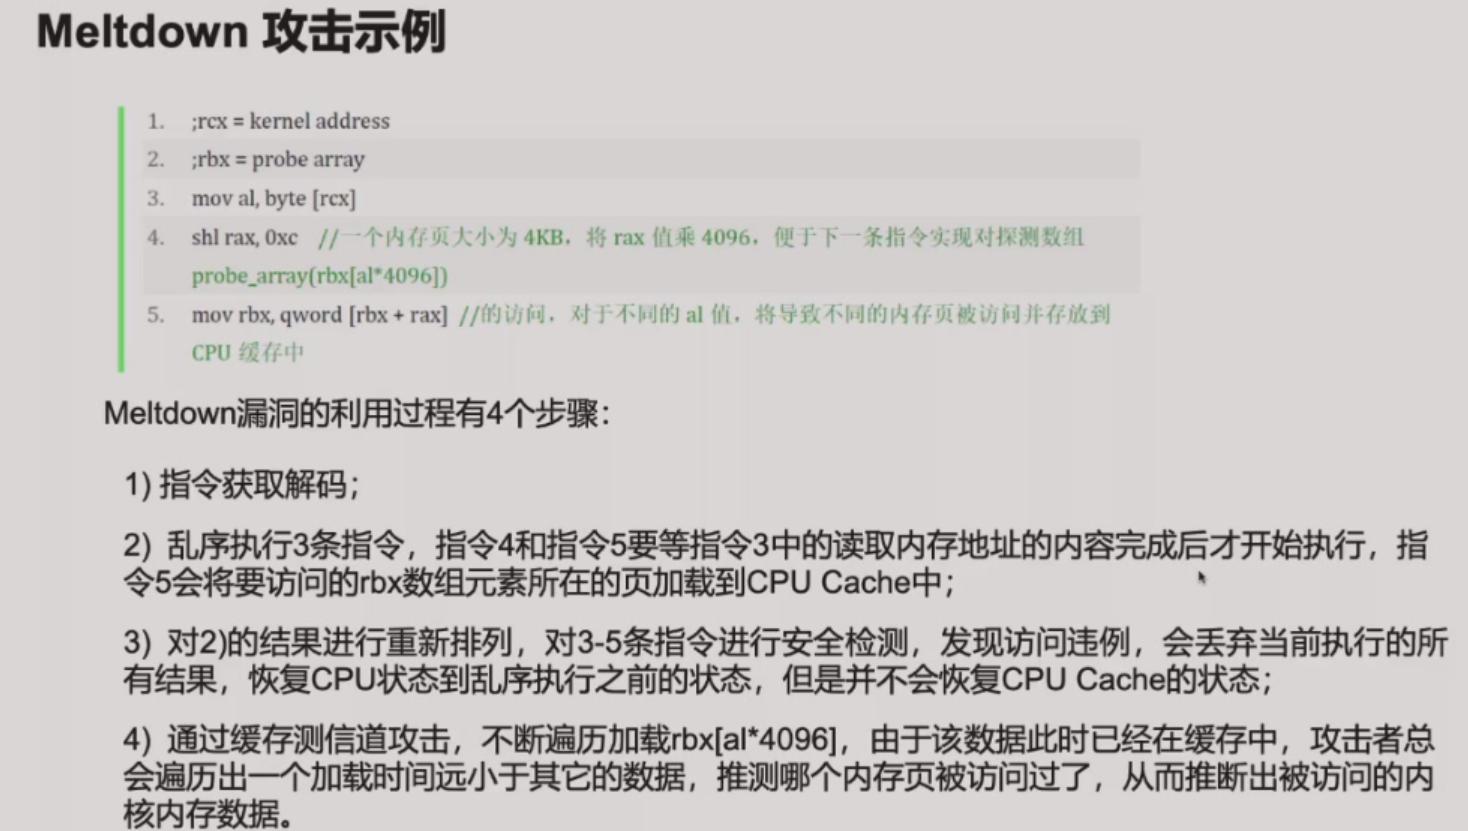 Meltdown 攻击示例
1. ;rcx = kernel address
2. ;rbx = probe array
3. mov al, byte [rcx]
4. shl rax, 0xc //一个内存页大小为 4KB，将 rax 值乘 4096，便于下一条指令实现对探测数组
probe_array(rbx[al*4096])
5. mov rbx, qword [rbx + rax] //的访问，对于不同的 al 值，将导致不同的内存页被访问并存放到
CPU 缓存中
Meltdown漏洞的利用过程有4个步骤：
1) 指令获取解码；
2) 乱序执行3条指令，指令4和指令5要等指令3中的读取内存地址的内容完成后才开始执行，指
令5会将要访问的rbx数组元素所在的页加载到CPU Cache中；
3) 对2)的结果进行重新排列，对3-5条指令进行安全检测，发现访问违例，会丢弃当前执行的所
有结果，恢复CPU状态到乱序执行之前的状态，但是并不会恢复CPU Cache的状态；
4) 通过缓存测信道攻击，不断遍历加载rbx[al*4096]，由于该数据此时已经在缓存中，攻击者总
会遍历出一个加载时间远小于其它的数据，推测哪个内存页被访问过了，从而推断出被访问的内
核内存数据。